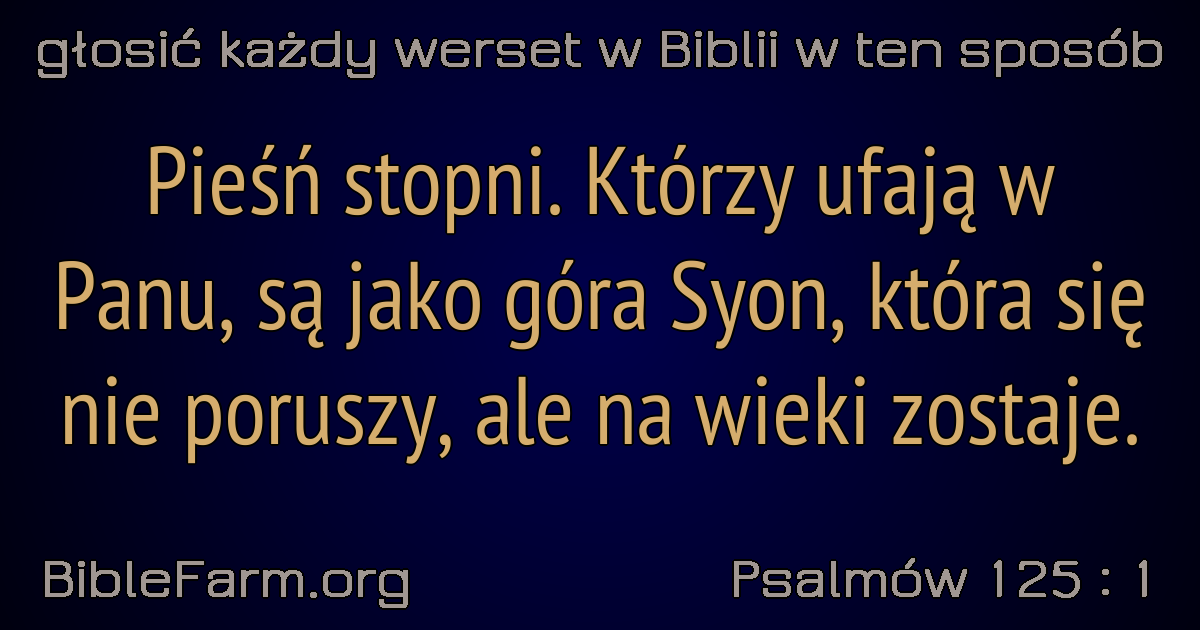 głosić każdy werset w Biblii w ten sposób
Pieśń stopni. Którzy ufają w
Panu, są jako góra Syon, która się
nie poruszy, ale na wieki zostaje.
BibleFarm.org
Psalmów 125 : 1